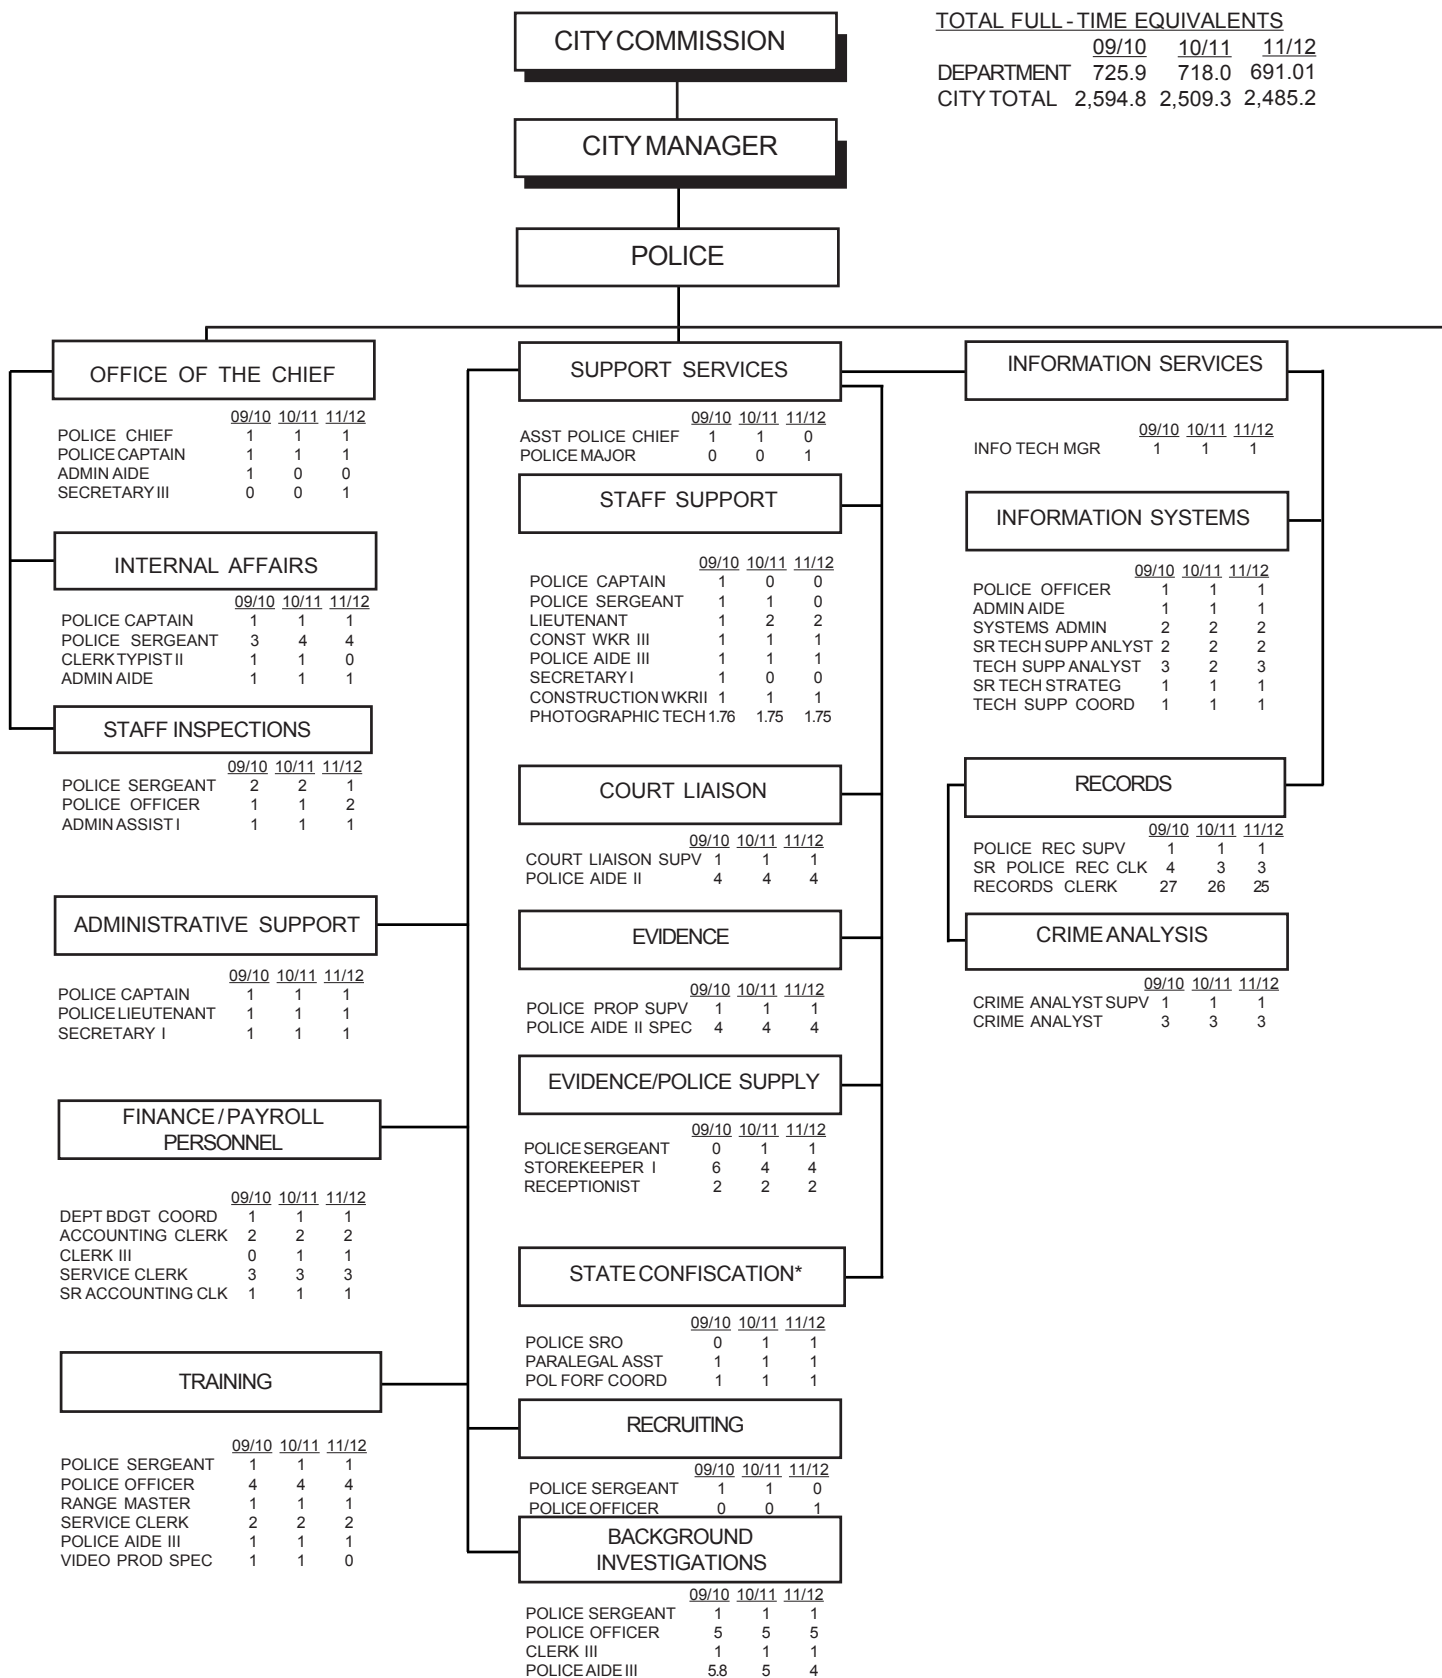 CITY COMMISSION
CITY MANAGER
POLICE
TOTAL FULL-TIME EQUIVALENTS
09/10 10/11 11/12
DEPARTMENT 725.9 718.0 691.01
CITY TOTAL 2,594.8 2,509.3 2,485.2
OFFICE OF THE CHIEF
09/10 10/11 11/12
POLICE CHIEF 1 1 1
POLICE CAPTAIN 1 1 1
ADMIN AIDE 1 0 0
SECRETARY III 0 0 1
INTERNAL AFFAIRS
09/10 10/11 11/12
POLICE CAPTAIN 1 1 1
POLICE SERGEANT 3 4 4
CLERK TYPIST II 1 1 0
ADMIN AIDE 1 1 1
STAFF INSPECTIONS
09/10 10/11 11/12
POLICE SERGEANT 2 2 1
POLICE OFFICER 1 1 2
ADMIN ASSIST I 1 1 1
ADMINISTRATIVE SUPPORT
09/10 10/11 11/12
POLICE CAPTAIN 1 1 1
POLICE LIEUTENANT 1 1 1
SECRETARY I 1 1 1
FINANCE/PAYROLL
PERSONNEL
09/10 10/11 11/12
DEPT BDGT COORD 1 1 1
ACCOUNTING CLERK 2 2 2
CLERK III 0 1 1
SERVICE CLERK 3 3 3
SR ACCOUNTING CLK 1 1 1
TRAINING
09/10 10/11 11/12
POLICE SERGEANT 1 1 1
POLICE OFFICER 4 4 4
RANGE MASTER 1 1 1
SERVICE CLERK 2 2 2
POLICE AIDE III 1 1 1
VIDEO PROD SPEC 1 1 0
SUPPORT SERVICES
09/10 10/11 11/12
ASST POLICE CHIEF 1 1 0
POLICE MAJOR 0 0 1
STAFF SUPPORT
09/10 10/11 11/12
POLICE CAPTAIN 1 0 0
POLICE SERGEANT 1 1 0
LIEUTENANT 1 2 2
CONST WKR III 1 1 1
POLICE AIDE III 1 1 1
SECRETARY I 1 0 0
CONSTRUCTION WKRII 1 1 1
PHOTOGRAPHIC TECH 1.76 1.75 1.75
COURT LIAISON
09/10 10/11 11/12
COURT LIAISON SUPV 1 1 1
POLICE AIDE II 4 4 4
EVIDENCE
09/10 10/11 11/12
POLICE PROP SUPV 1 1 1
POLICE AIDE II SPEC 4 4 4
EVIDENCE/POLICE SUPPLY
09/10 10/11 11/12
POLICE SERGEANT 0 1 1
STOREKEEPER I 6 4 4
RECEPTIONIST 2 2 2
STATE CONFISCATION*
09/10 10/11 11/12
POLICE SRO 0 1 1
PARALEGAL ASST 1 1 1
POL FORF COORD 1 1 1
RECRUITING
09/10 10/11 11/12
POLICE SERGEANT 1 1 0
POLICE OFFICER 0 0 1
BACKGROUND
INVESTIGATIONS
09/10 10/11 11/12
POLICE SERGEANT 1 1 1
POLICE OFFICER 5 5 5
CLERK III 1 1 1
POLICE AIDE III 5.8 5 4
INFORMATION SERVICES
09/10 10/11 11/12
INFO TECH MGR 1 1 1
INFORMATION SYSTEMS
09/10 10/11 11/12
POLICE OFFICER 1 1 1
ADMIN AIDE 1 1 1
SYSTEMS ADMIN 2 2 2
SR TECH SUPP ANLYST 2 2 2
TECH SUPP ANALYST 3 2 3
SR TECH STRATEG 1 1 1
TECH SUPP COORD 1 1 1
RECORDS
09/10 10/11 11/12
POLICE REC SUPV 1 1 1
SR POLICE REC CLK 4 3 3
RECORDS CLERK 27 26 25
CRIME ANALYSIS
09/10 10/11 11/12
CRIME ANALYST SUPV 1 1 1
CRIME ANALYST 3 3 3